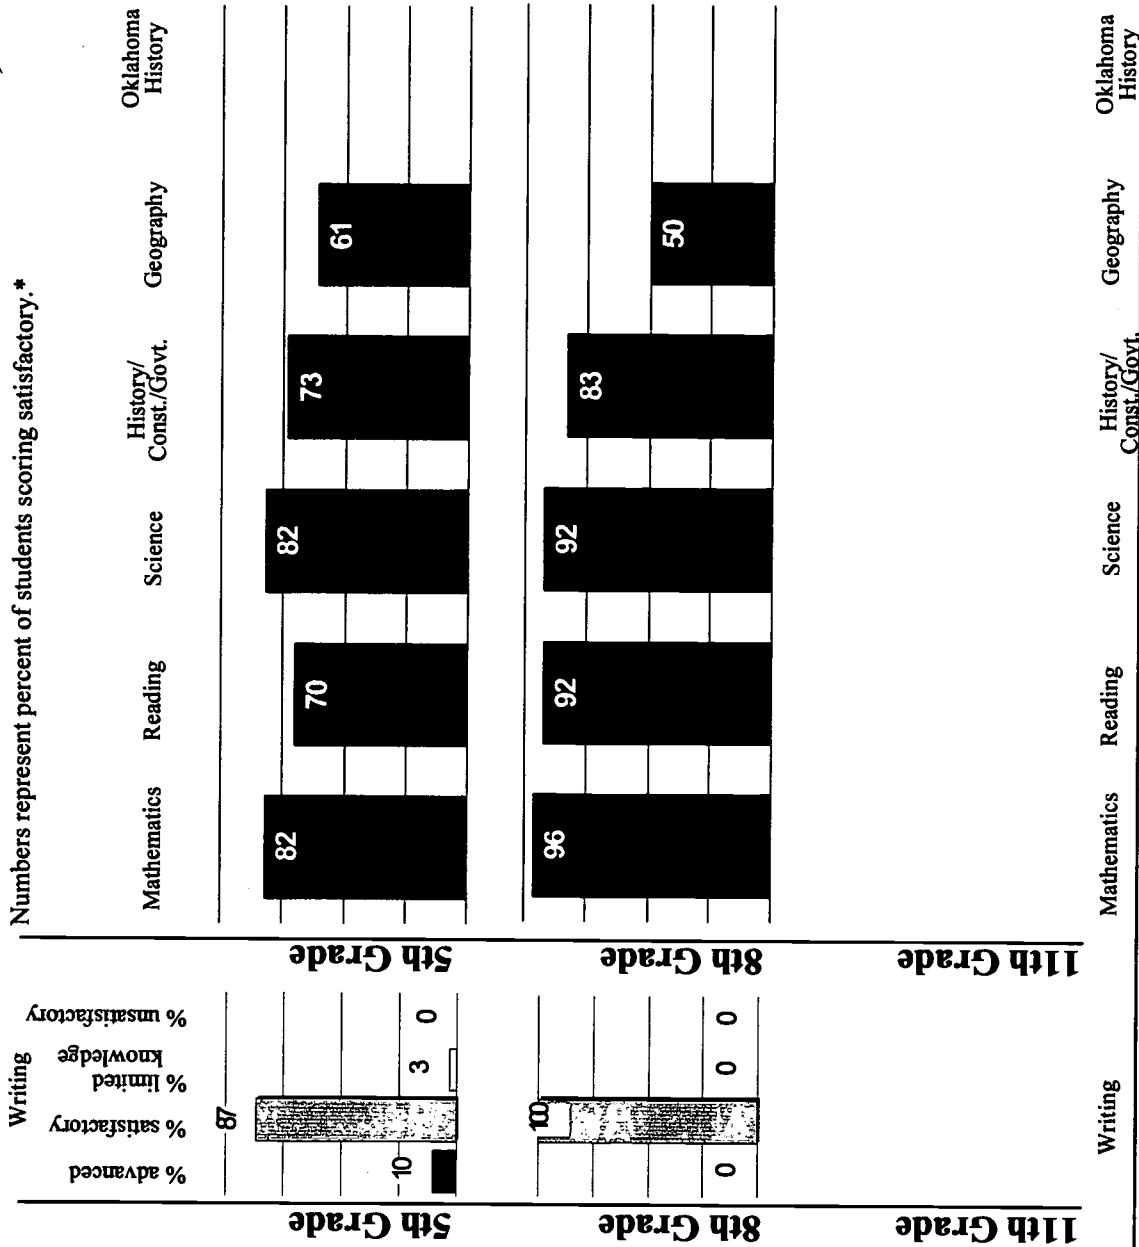 Numbers represent percent of students scoring satisfactory.*
Writing
% advanced
% satisfactory
% limited
knowledge
% unsatisfactory
Mathematics
Reading
Science
History/
Const./Govt.
Geography
Oklahoma
History
5th Grade
10
87
3
0
5th Grade
82
70
82
73
61
8th Grade
0
100
0
0
8th Grade
96
92
92
83
50
11th Grade
11th Grade
Writing
Mathematics
Reading
Science
History/
Const./Govt.
Geography
Oklahoma
History